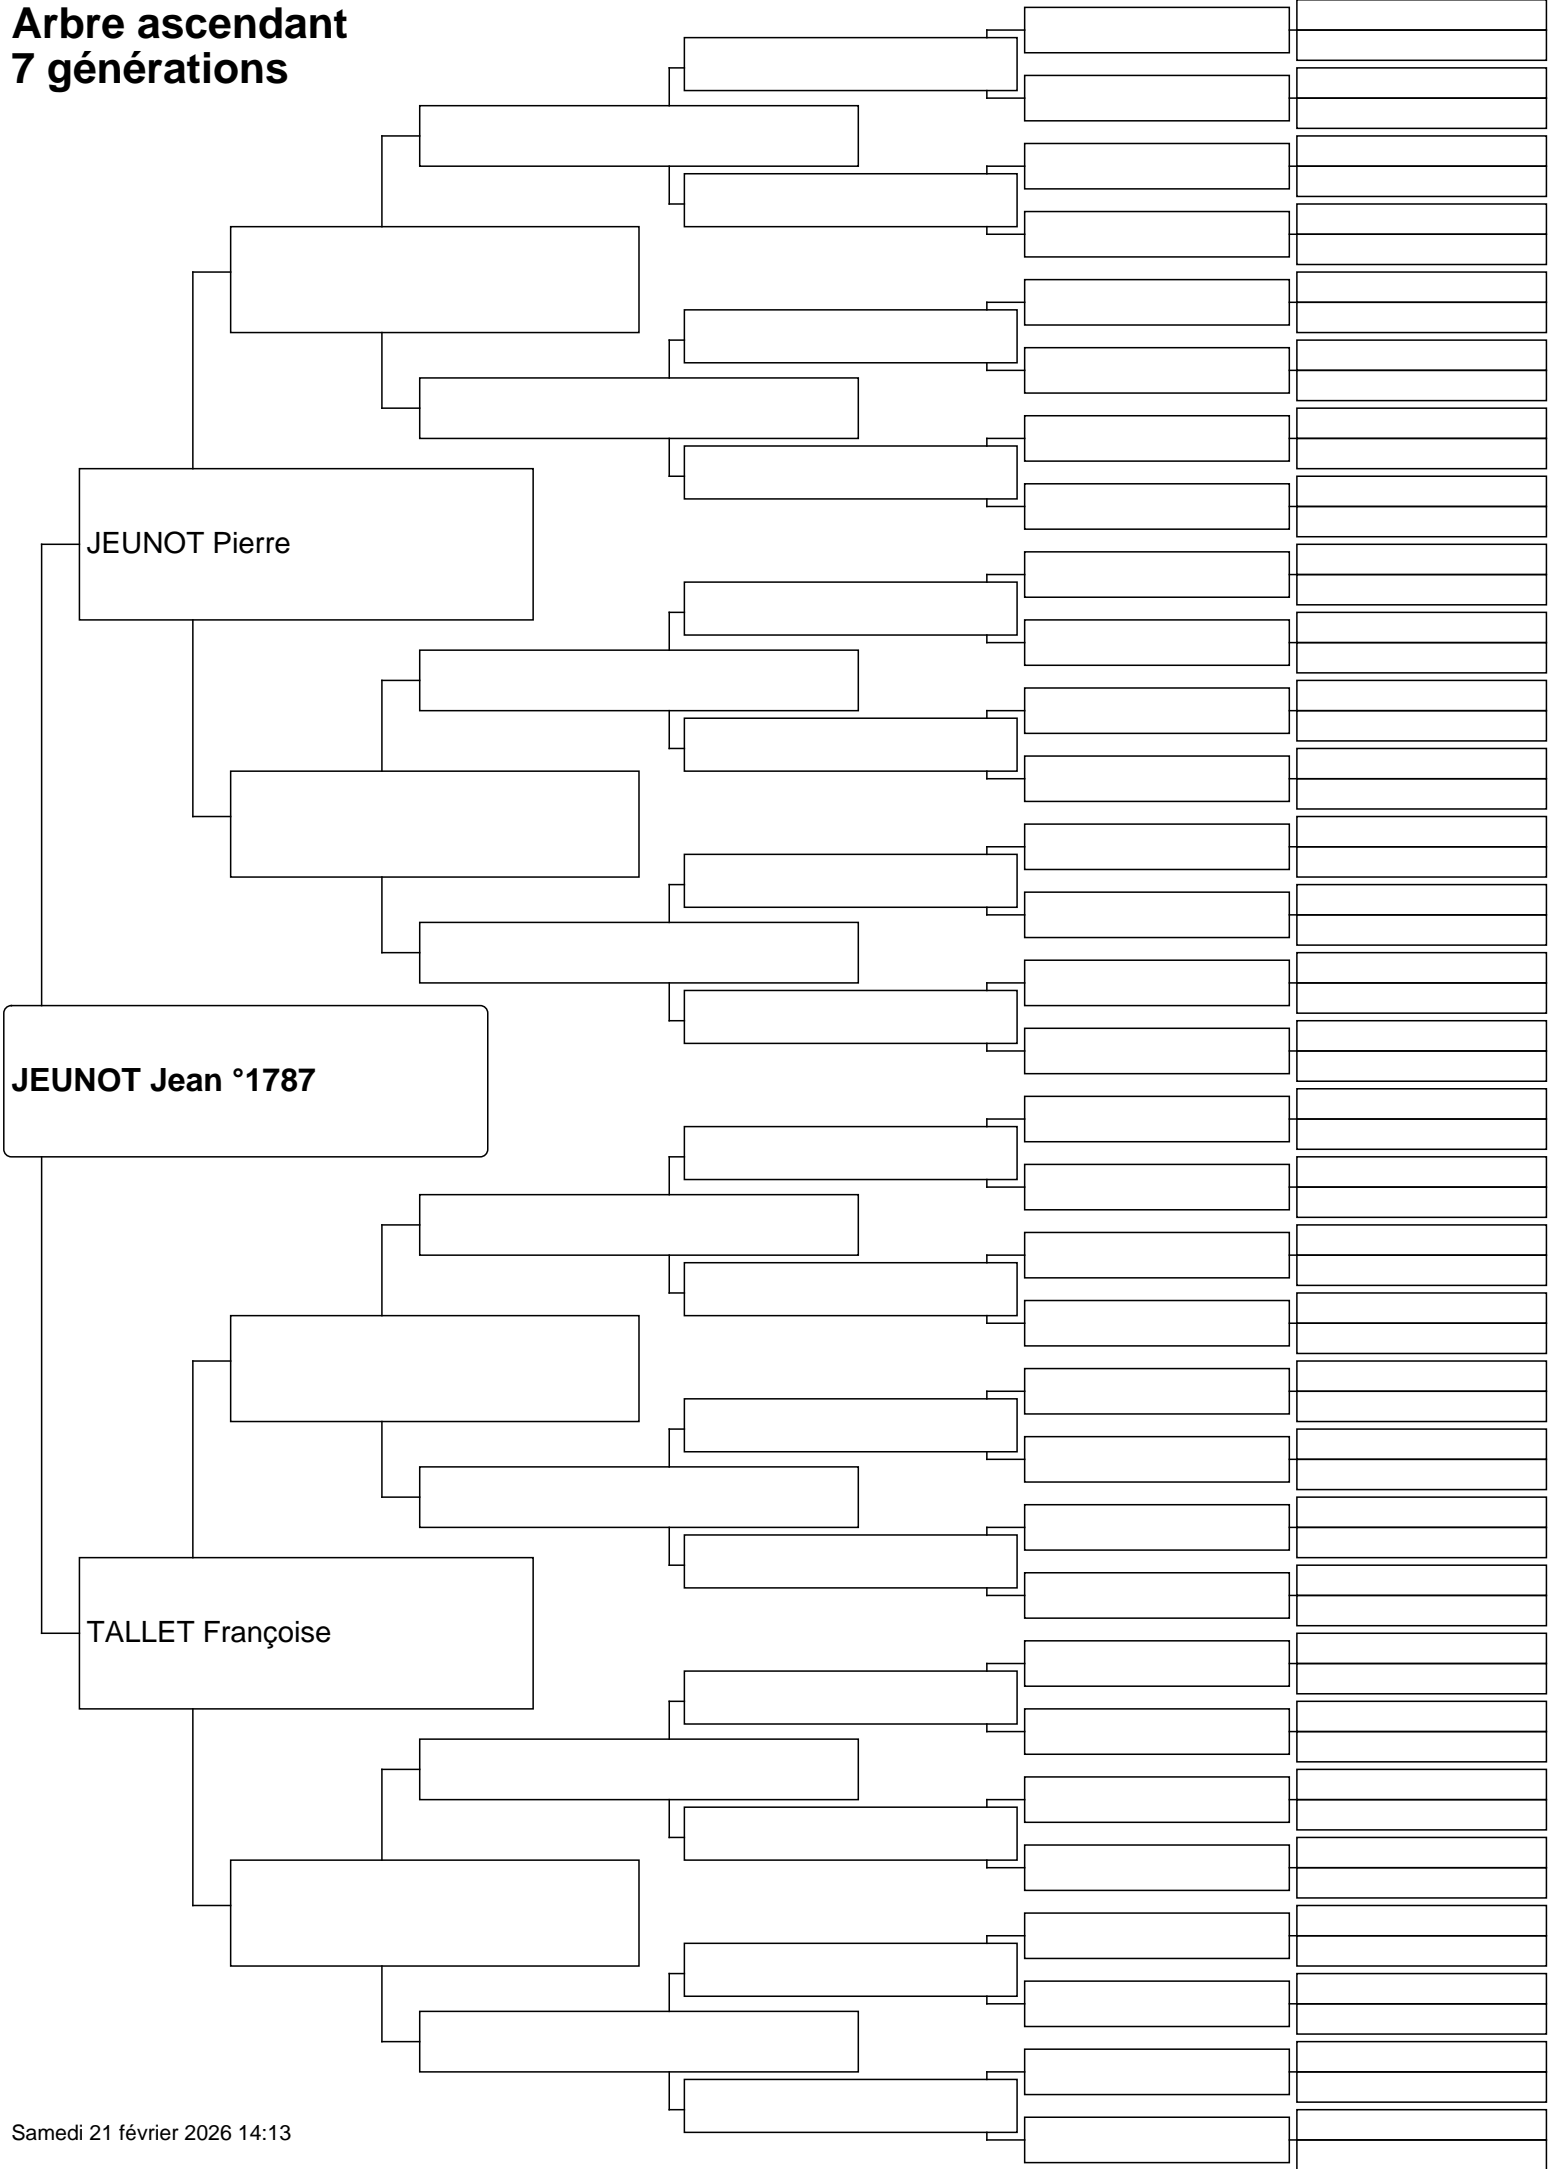 Arbre ascendant
7 générations
JEUNOT Pierre
JEUNOT Jean °1787
TALLET Françoise
Samedi 21 février 2026 14:13